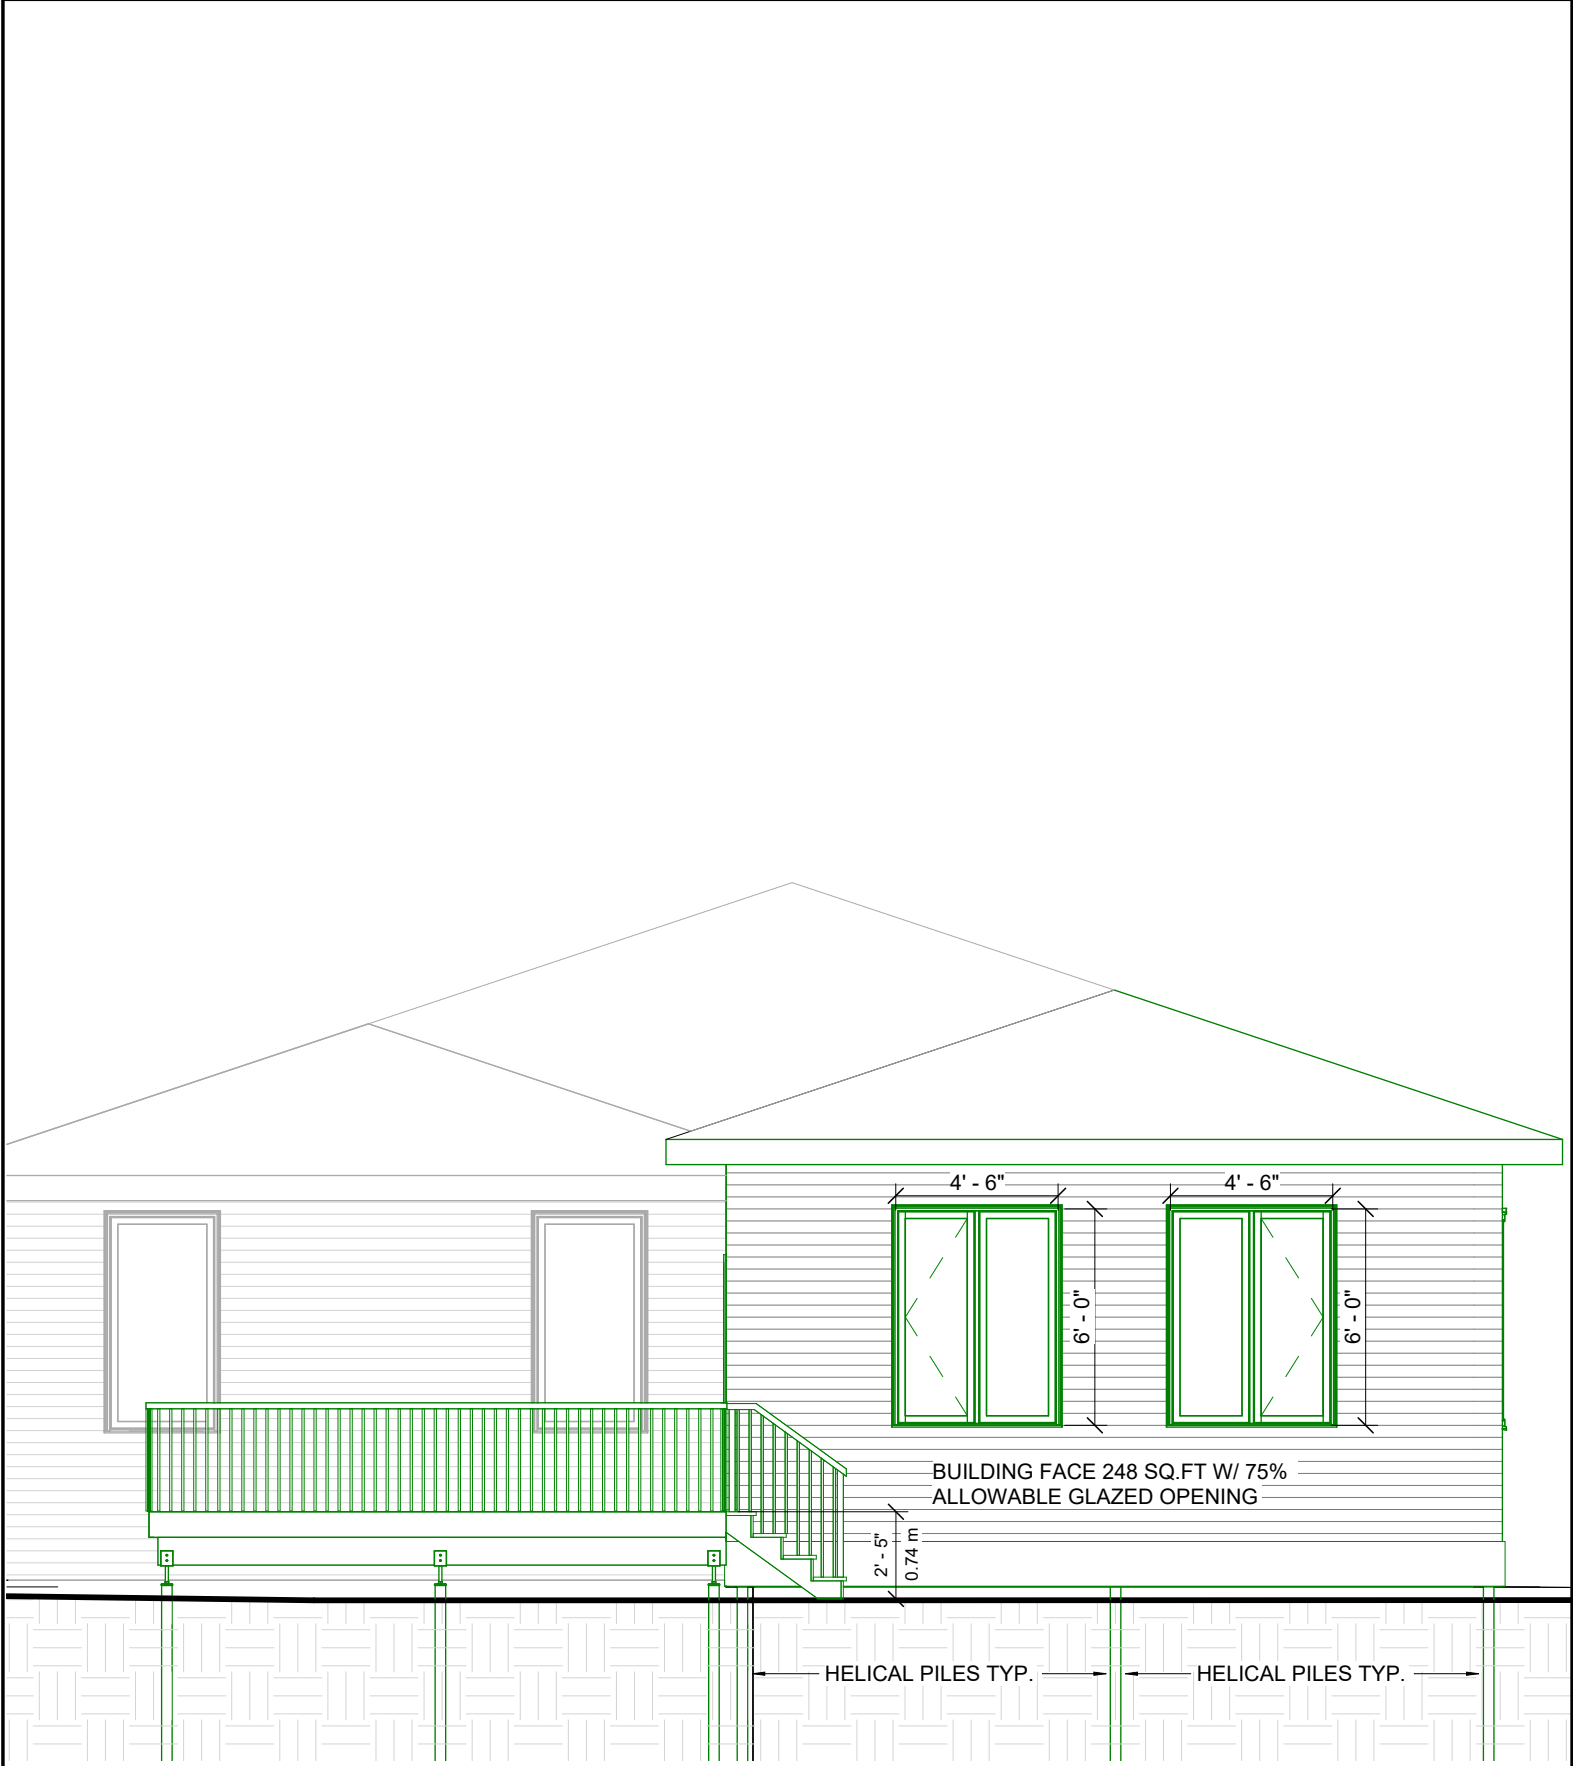 4' - 6"
4' - 6"
6' - 0"
6' - 0"
BUILDING FACE 248 SQ.FT W/ 75%
ALLOWABLE GLAZED OPENING
2' - 5"
0.74 m
HELICAL PILES TYP.
HELICAL PILES TYP.